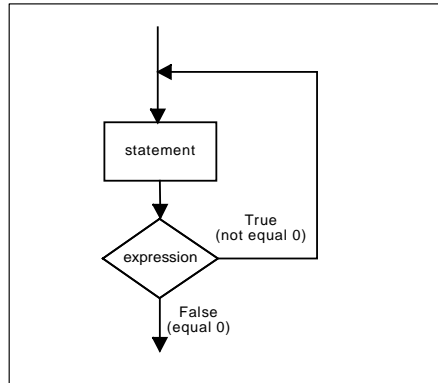 statement
True
(not equal 0)
expression
False
(equal 0)